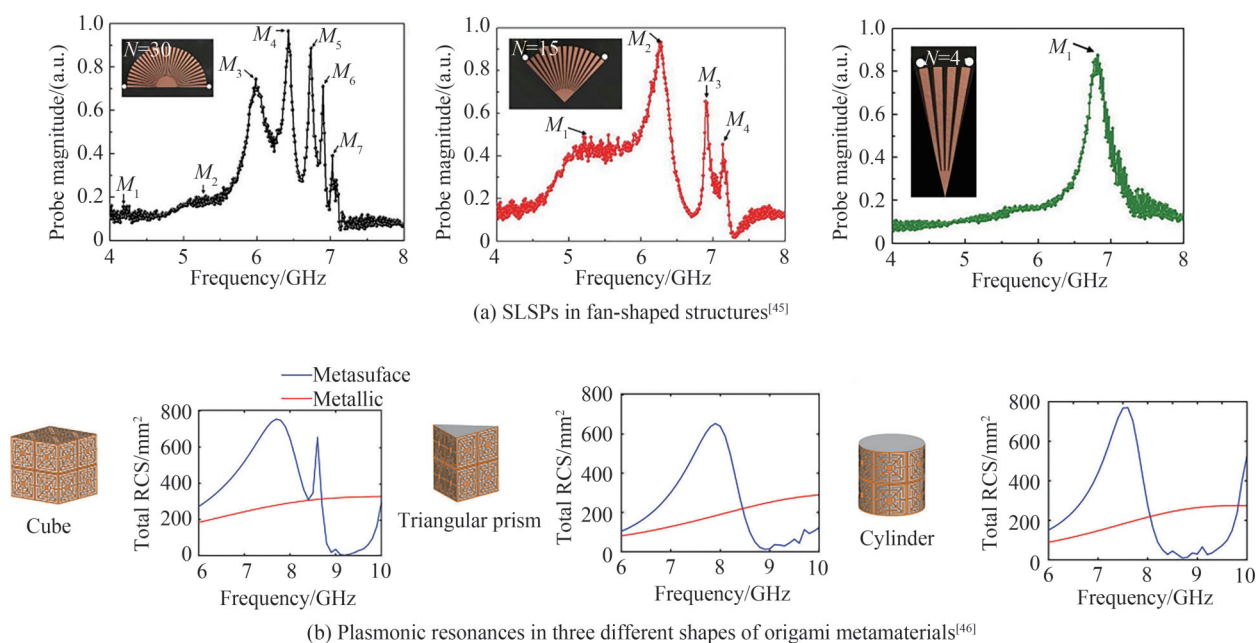 1.0
0.8
0.6
0.4
0.2
0
Probe magnitude/(a.u.)
N=30
M1
M2
M3
M4
M5
M6
M7
4 5 6 7 8
Frequency/GHz
1.0
0.8
0.6
0.4
0.2
0
Probe magnitude/(a.u.)
N=15
M1
M2
M3
M4
4 5 6 7 8
Frequency/GHz
1.0
0.8
0.6
0.4
0.2
0
Probe magnitude/(a.u.)
N=4
M1
4 5 6 7 8
Frequency/GHz
(a) SLSPs in fan-shaped structures[45]
Metasuface
Metallic
Cube
800
600
400
200
0
Total RCS/mm2
6 7 8 9 10
Frequency/GHz
Triangular prism
800
600
400
200
0
Total RCS/mm2
6 7 8 9 10
Frequency/GHz
Cylinder
800
600
400
200
0
Total RCS/mm2
6 7 8 9 10
Frequency/GHz
(b) Plasmonic resonances in three different shapes of origami metamaterials[46]